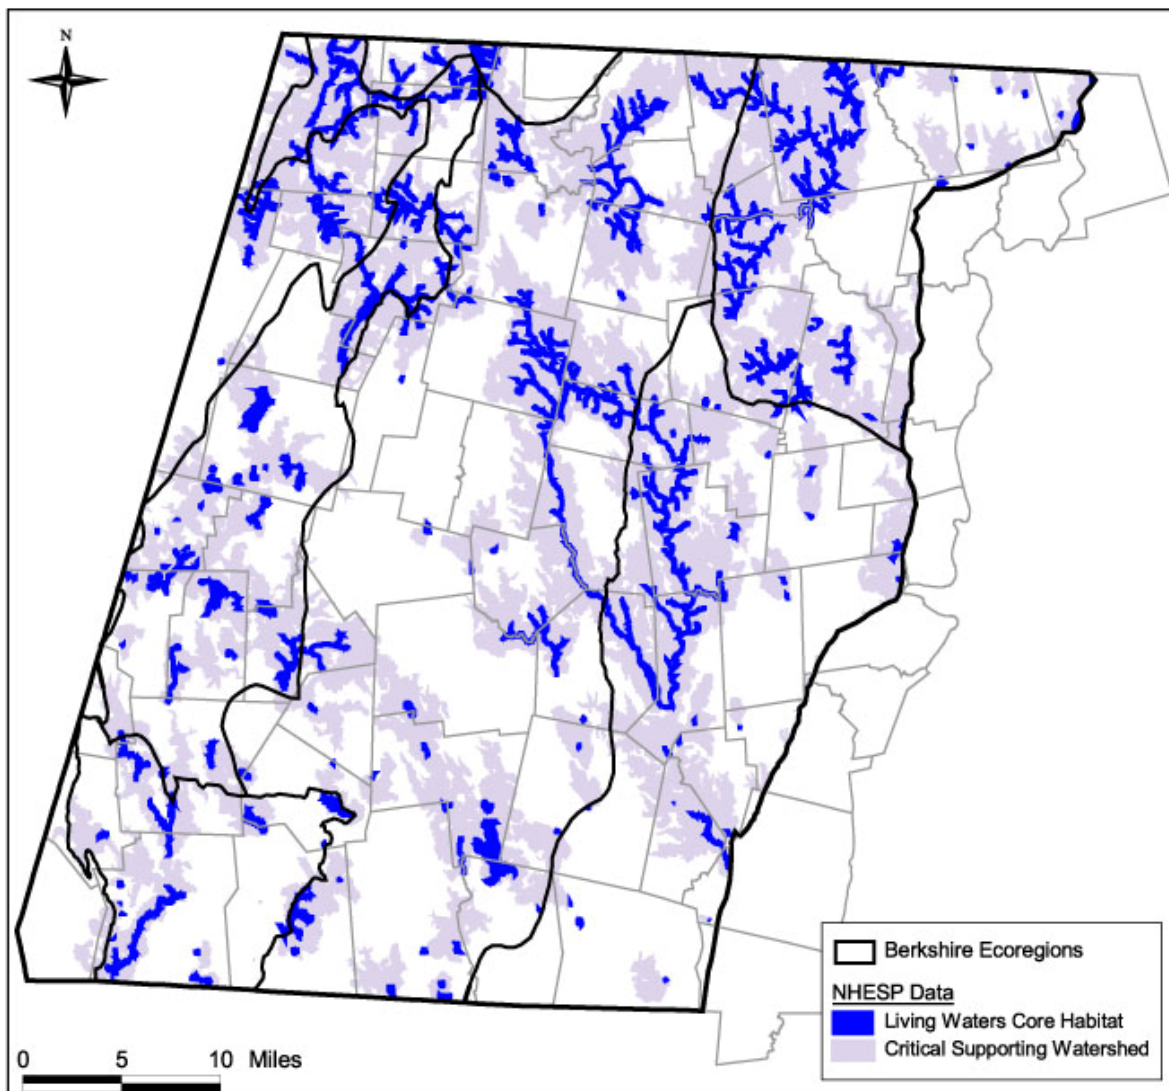 N
Berkshire Ecoregions
NHESP Data
Living Waters Core Habitat
Critical Supporting Watershed
0 5 10 Miles